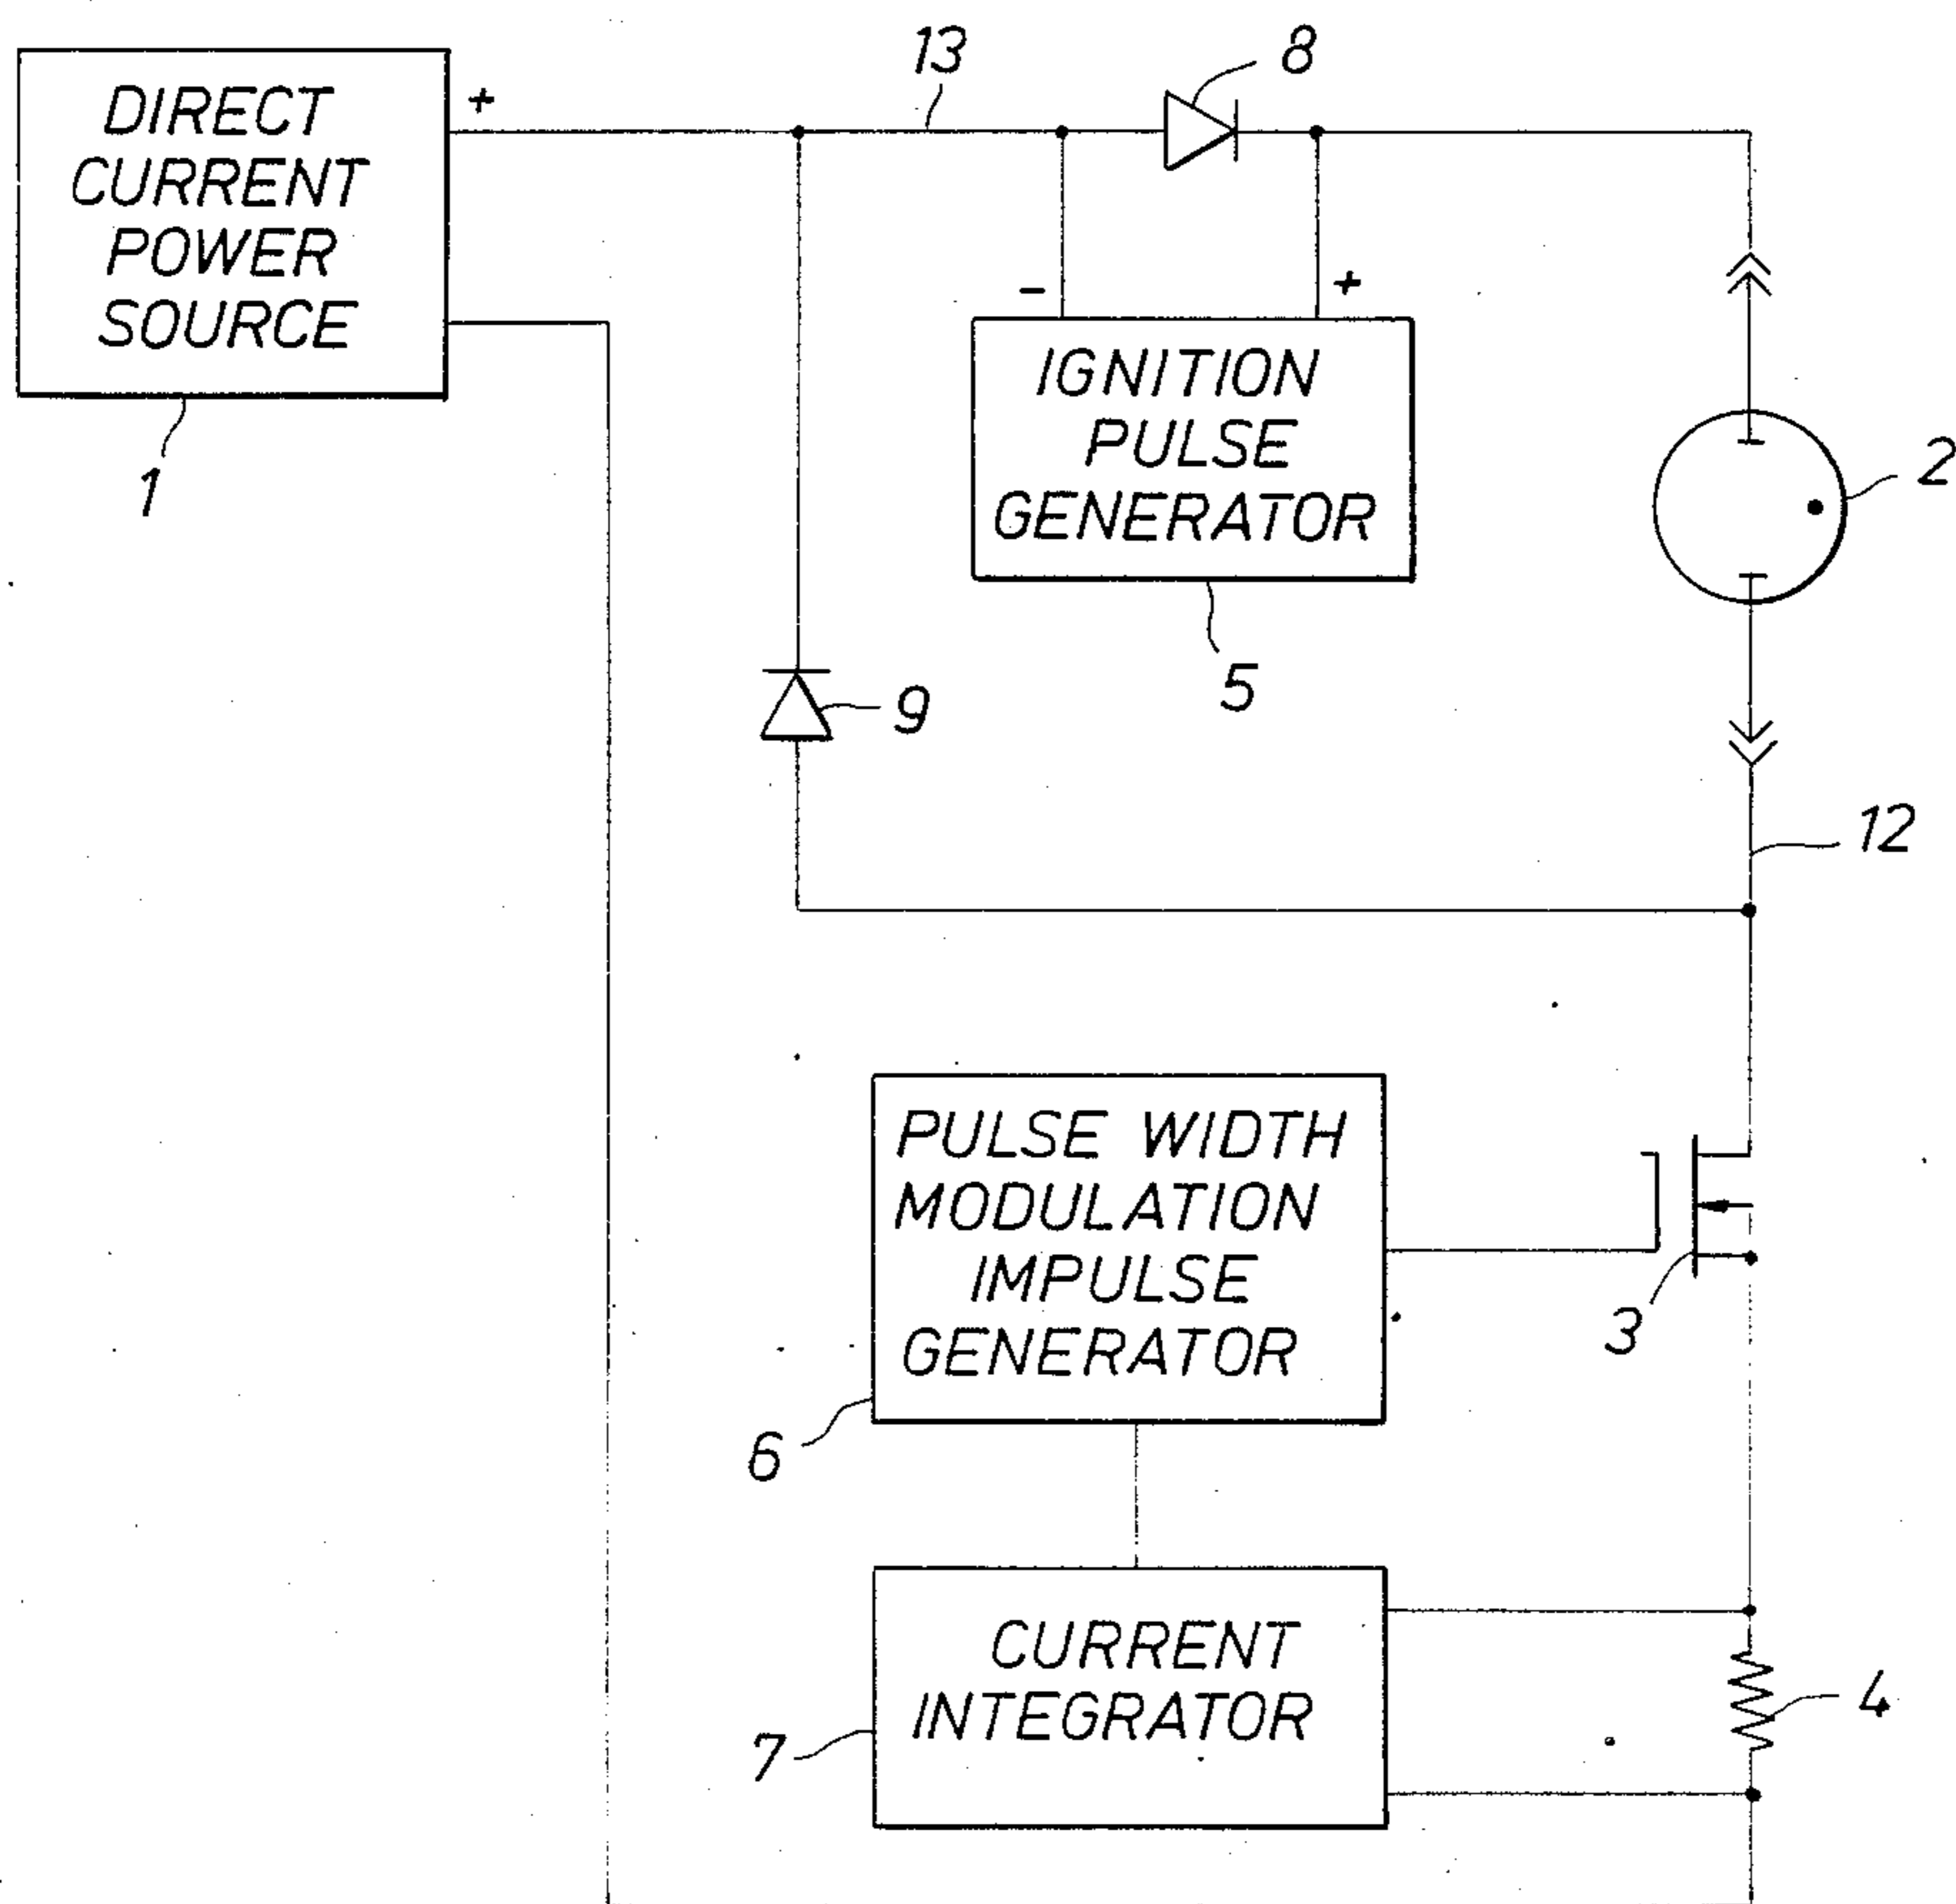 13
8
DIRECT
CURRENT
POWER
SOURCE
+
1
- +
IGNITION
PULSE
GENERATOR
5
2
9
12
PULSE WIDTH
MODULATION
IMPULSE
GENERATOR
6
3
CURRENT
INTEGRATOR
7
4